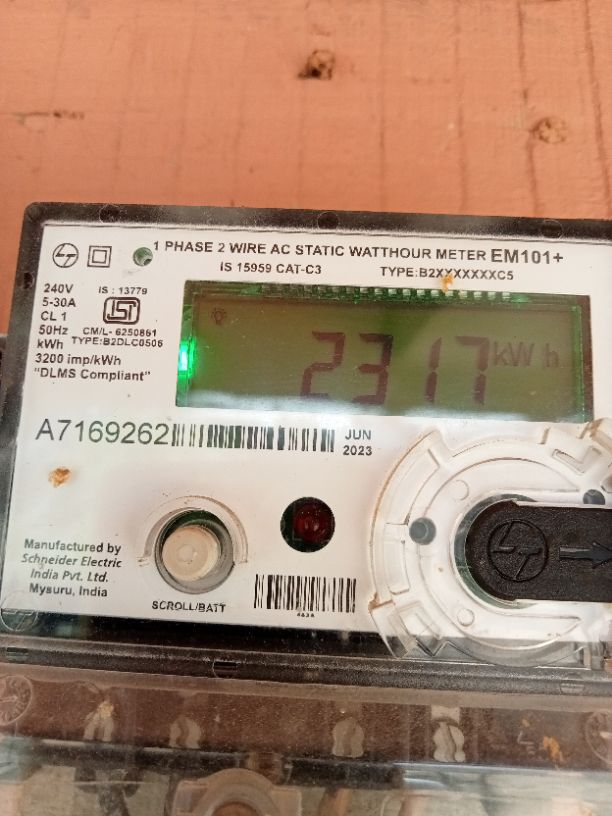 1 PHASE 2 WIRE AC STATIC WATTHOUR METER EM101+
IS 15959 CAT-C3 TYPE:B2XXXXXXXC5
240V IS : 13779
5-30A
CL 1
50Hz CM/L- 6250861
kWh TYPE:B2DLC0506
3200 imp/kWh
"DLMS Compliant"
2317 kWh
A7169262
JUN
2023
Manufactured by
Schneider Electric
India Pvt. Ltd.
Mysuru, India
SCROLL/BATT